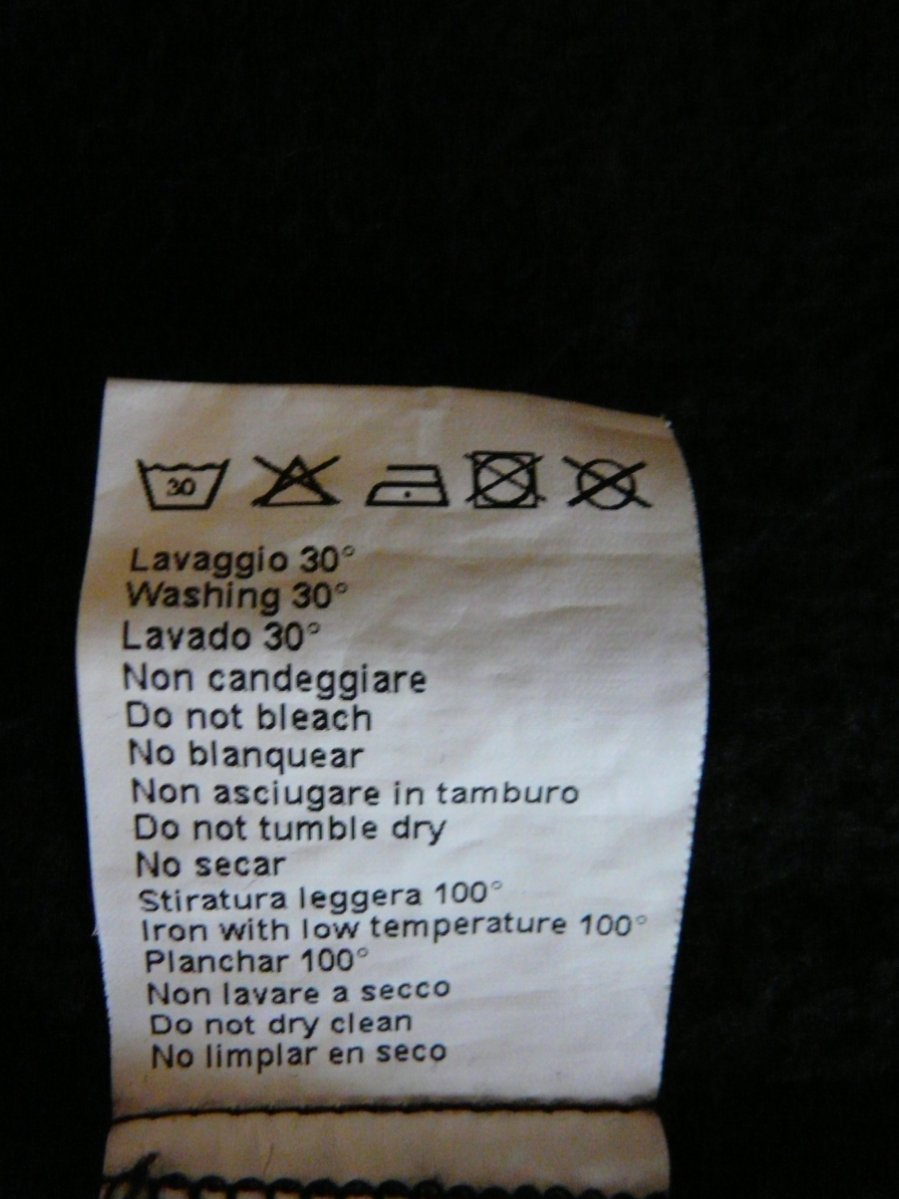 30
Lavaggio 30°
Washing 30°
Lavado 30°
Non candeggiare
Do not bleach
No blanquear
Non asciugare in tamburo
Do not tumble dry
No secar
Stiratura leggera 100°
Iron with low temperature 100°
Planchar 100°
Non lavare a secco
Do not dry clean
No limplar en seco